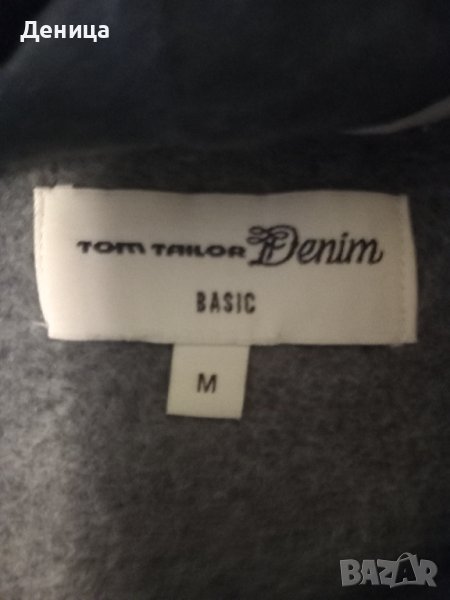 Деница
TOM TAILOR Denim
BASIC
M
BAZAR